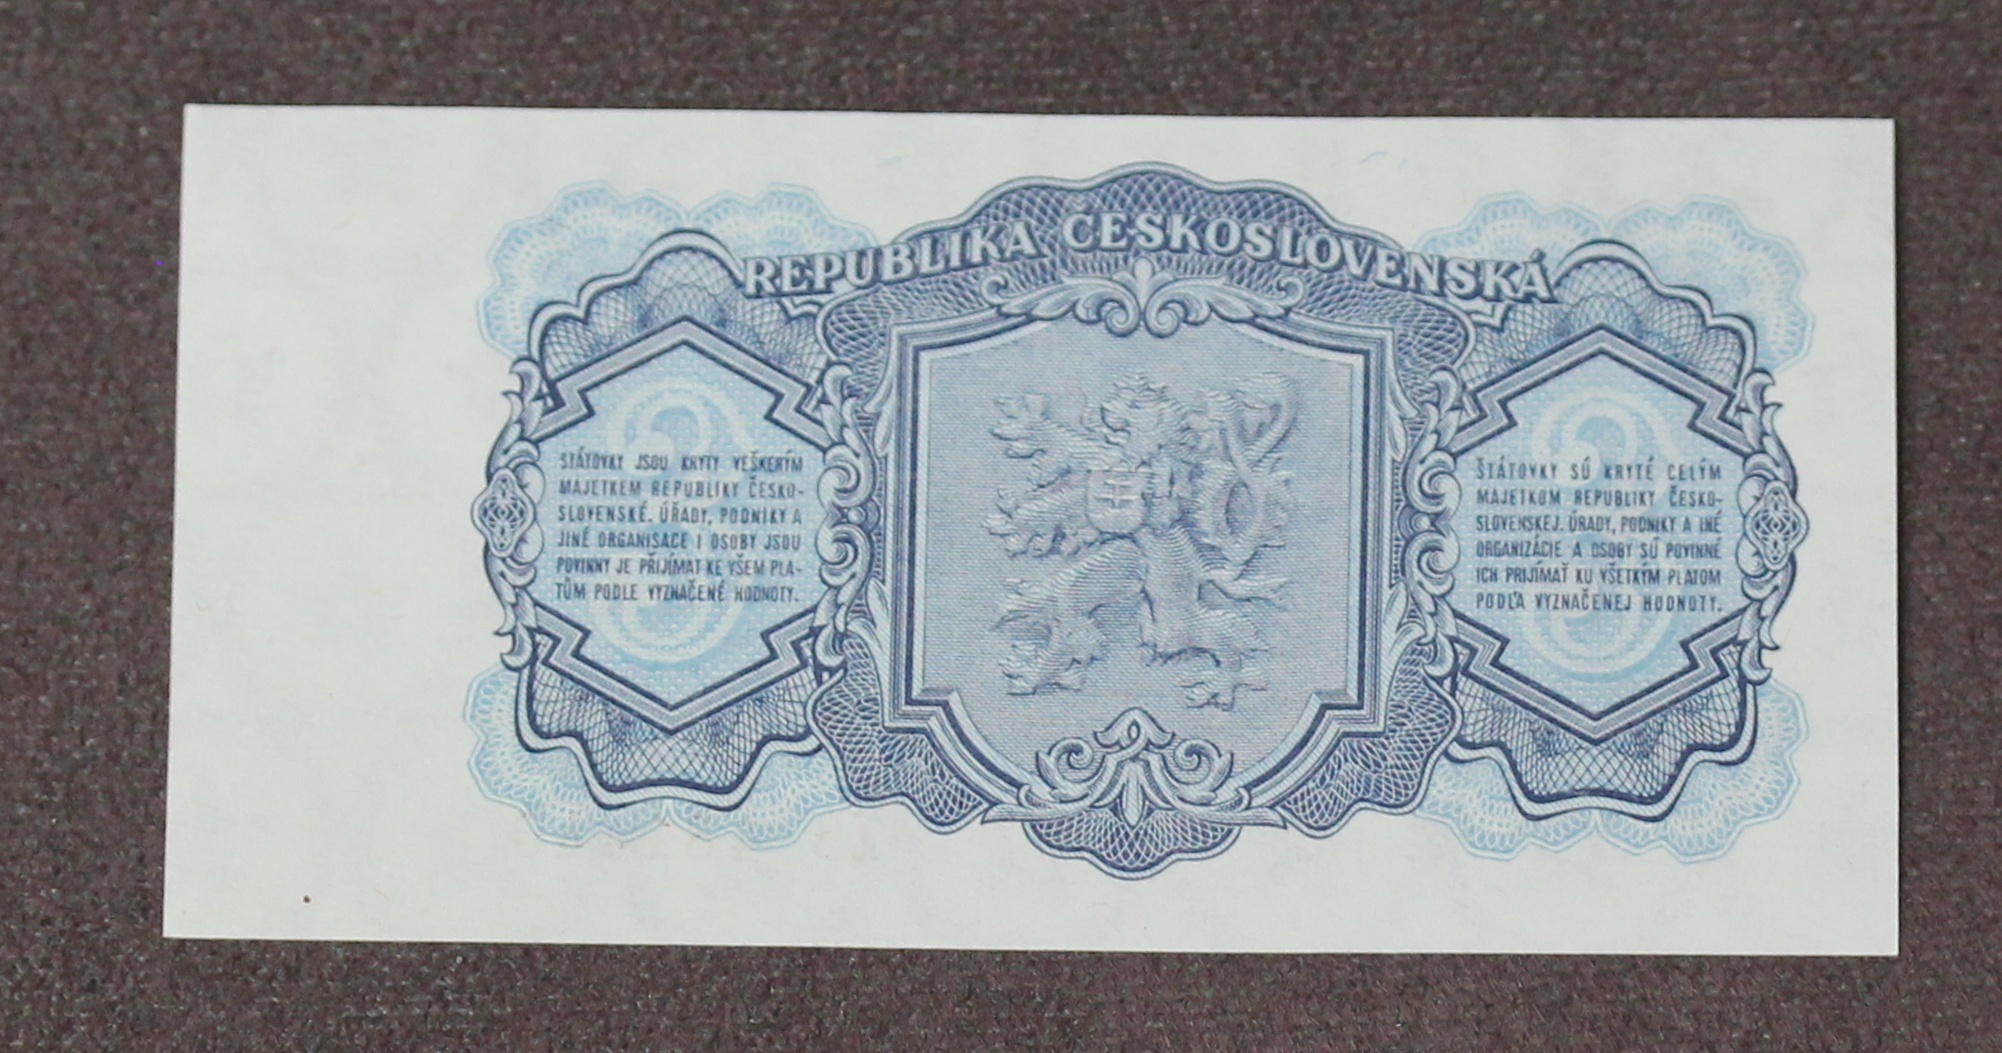 REPUBLIKA ČESKOSLOVENSKÁ
3
STÁTOVKY JSOU KRYTY VEŠKERÝM
MAJETKEM REPUBLIKY ČESKO-
SLOVENSKÉ. ÚŘADY, PODNIKY A
JINÉ ORGANISACE I OSOBY JSOU
POVINNY JE PŘIJÍMAT KE VŠEM PLA-
TŮM PODLE VYZNAČENÉ HODNOTY.
3
ŠTÁTOVKY SÚ KRYTÉ CELÝM
MAJETKOM REPUBLIKY ČESKO-
SLOVENSKEJ. ÚRADY, PODNIKY A INÉ
ORGANIZÁCIE A OSOBY SÚ POVINNÉ
ICH PRIJÍMAŤ KU VŠETKÝM PLATOM
PODĽA VYZNAČENEJ HODNOTY.